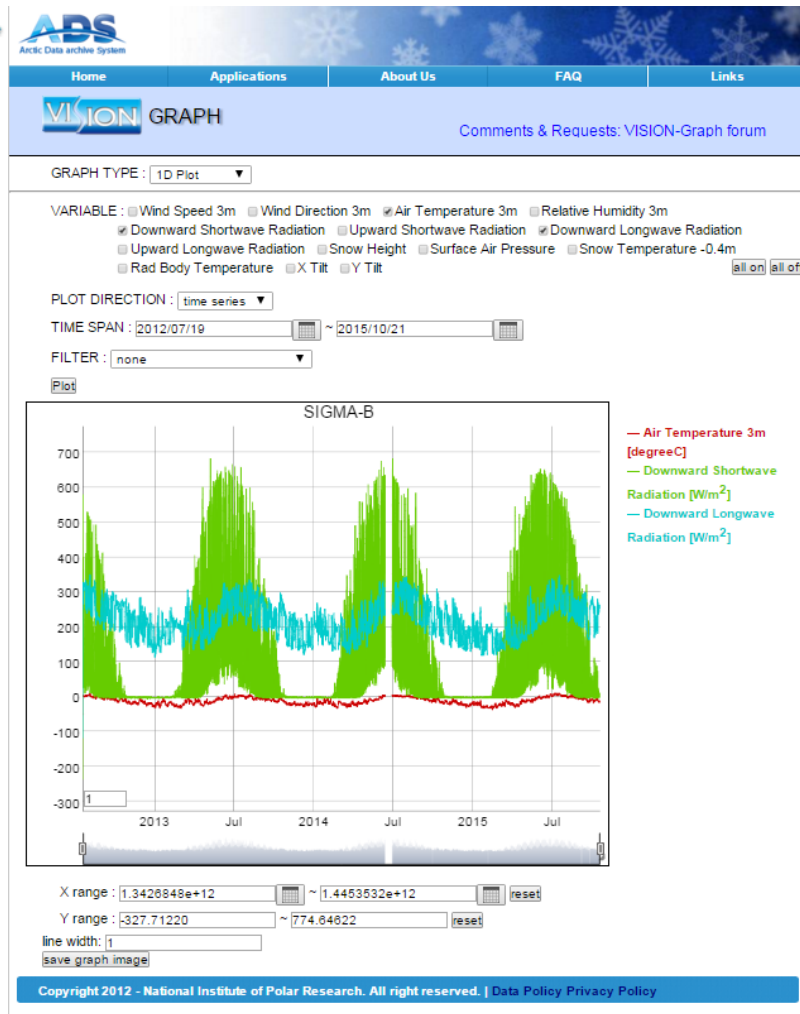 ADS
Arctic Data archive System
Home Applications About Us FAQ Links
VISION GRAPH
Comments & Requests: VISION-Graph forum
GRAPH TYPE : 1D Plot ▼
VARIABLE : Wind Speed 3m Wind Direction 3m Air Temperature 3m Relative Humidity 3m
Downward Shortwave Radiation Upward Shortwave Radiation Downward Longwave Radiation
Upward Longwave Radiation Snow Height Surface Air Pressure Snow Temperature -0.4m
Rad Body Temperature X Tilt Y Tilt all on all of
PLOT DIRECTION : time series ▼
TIME SPAN : 2012/07/19 ~ 2015/10/21
FILTER : none ▼
Plot
SIGMA-B
— Air Temperature 3m
[degreeC]
— Downward Shortwave
Radiation [W/m2]
— Downward Longwave
Radiation [W/m2]
700
600
500
400
300
200
100
0
-100
-200
-300
1
2013 Jul 2014 Jul 2015 Jul
X range : 1.3426848e+12 ~ 1.4453532e+12 reset
Y range : -327.71220 ~ 774.64622 reset
line width: 1
save graph image
Copyright 2012 - National Institute of Polar Research. All right reserved. | Data Policy Privacy Policy